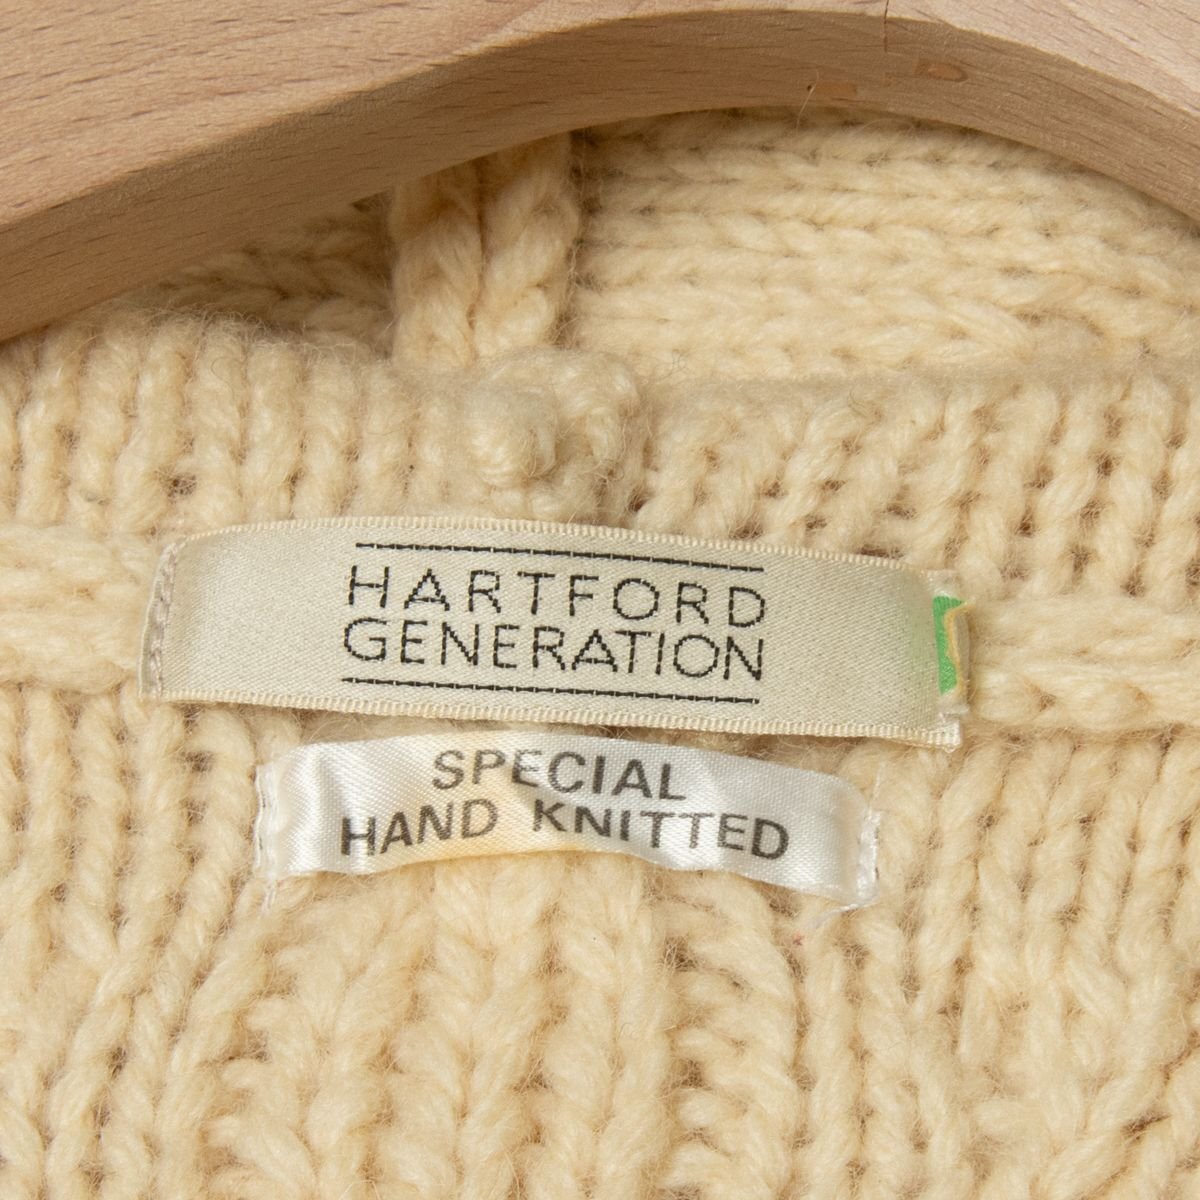 HARTFORD
GENERATION
SPECIAL
HAND KNITTED